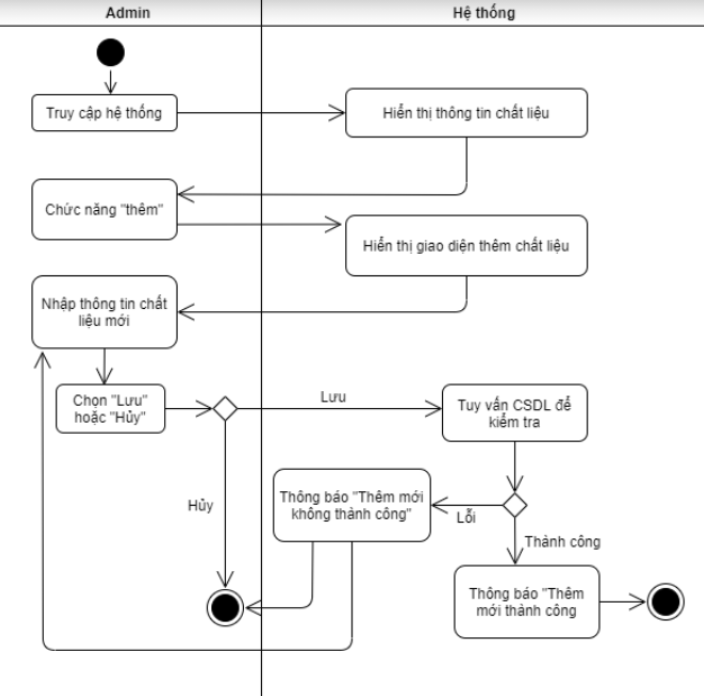 Admin
Hệ thống
Truy cập hệ thống
Hiển thị thông tin chất liệu
Chức năng "thêm"
Hiển thị giao diện thêm chất liệu
Nhập thông tin chất
liệu mới
Chọn "Lưu"
hoặc "Hủy"
Lưu
Tuy vấn CSDL để
kiểm tra
Hủy
Thông báo "Thêm mới
không thành công"
Lỗi
Thành công
Thông báo "Thêm
mới thành công